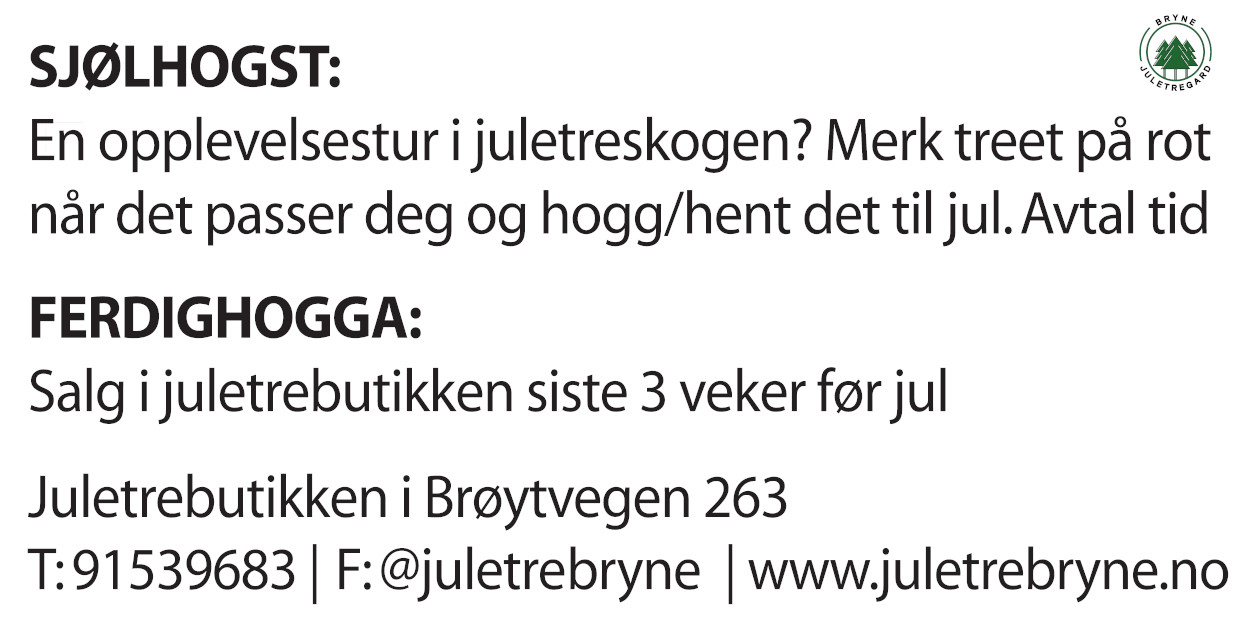 BRYNE
JULETREGARD
SJØLHOGST:
En opplevelsestur i juletreskogen? Merk treet på rot
når det passer deg og hogg/hent det til jul. Avtal tid
FERDIGHOGGA:
Salg i juletrebutikken siste 3 veker før jul
Juletrebutikken i Brøytvegen 263
T: 91539683 | F: @juletrebryne | www.juletrebryne.no